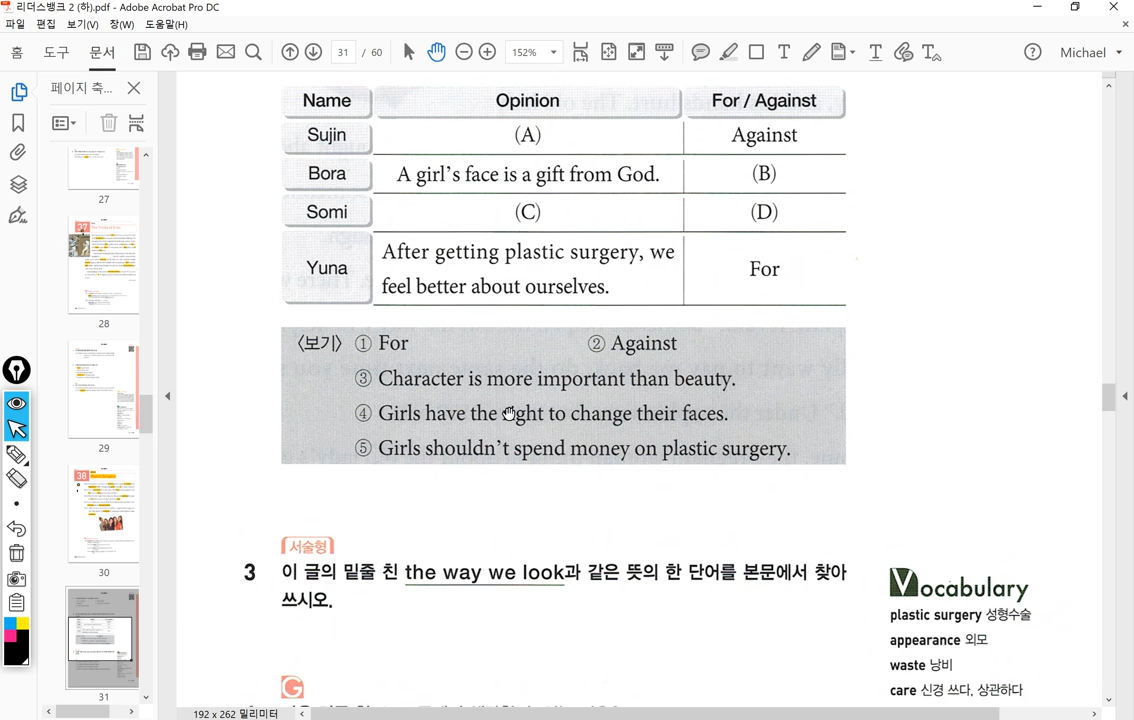 리더스뱅크 2 (하).pdf - Adobe Acrobat Pro DC
파일 편집 보기(V) 창(W) 도움말(H)
홈 도구 문서 31 / 60 152% Michael
페이지 축...
27
28
29
30
31
Name Opinion For / Against
Sujin (A) Against
Bora A girl's face is a gift from God. (B)
Somi (C) (D)
Yuna After getting plastic surgery, we
feel better about ourselves. For
〈보기〉 ① For ② Against
③ Character is more important than beauty.
④ Girls have the right to change their faces.
⑤ Girls shouldn't spend money on plastic surgery.
서술형
3 이 글의 밑줄 친 the way we look과 같은 뜻의 한 단어를 본문에서 찾아
쓰시오.
Vocabulary
plastic surgery 성형수술
appearance 외모
waste 낭비
care 신경 쓰다, 상관하다
G
192 x 262 밀리미터